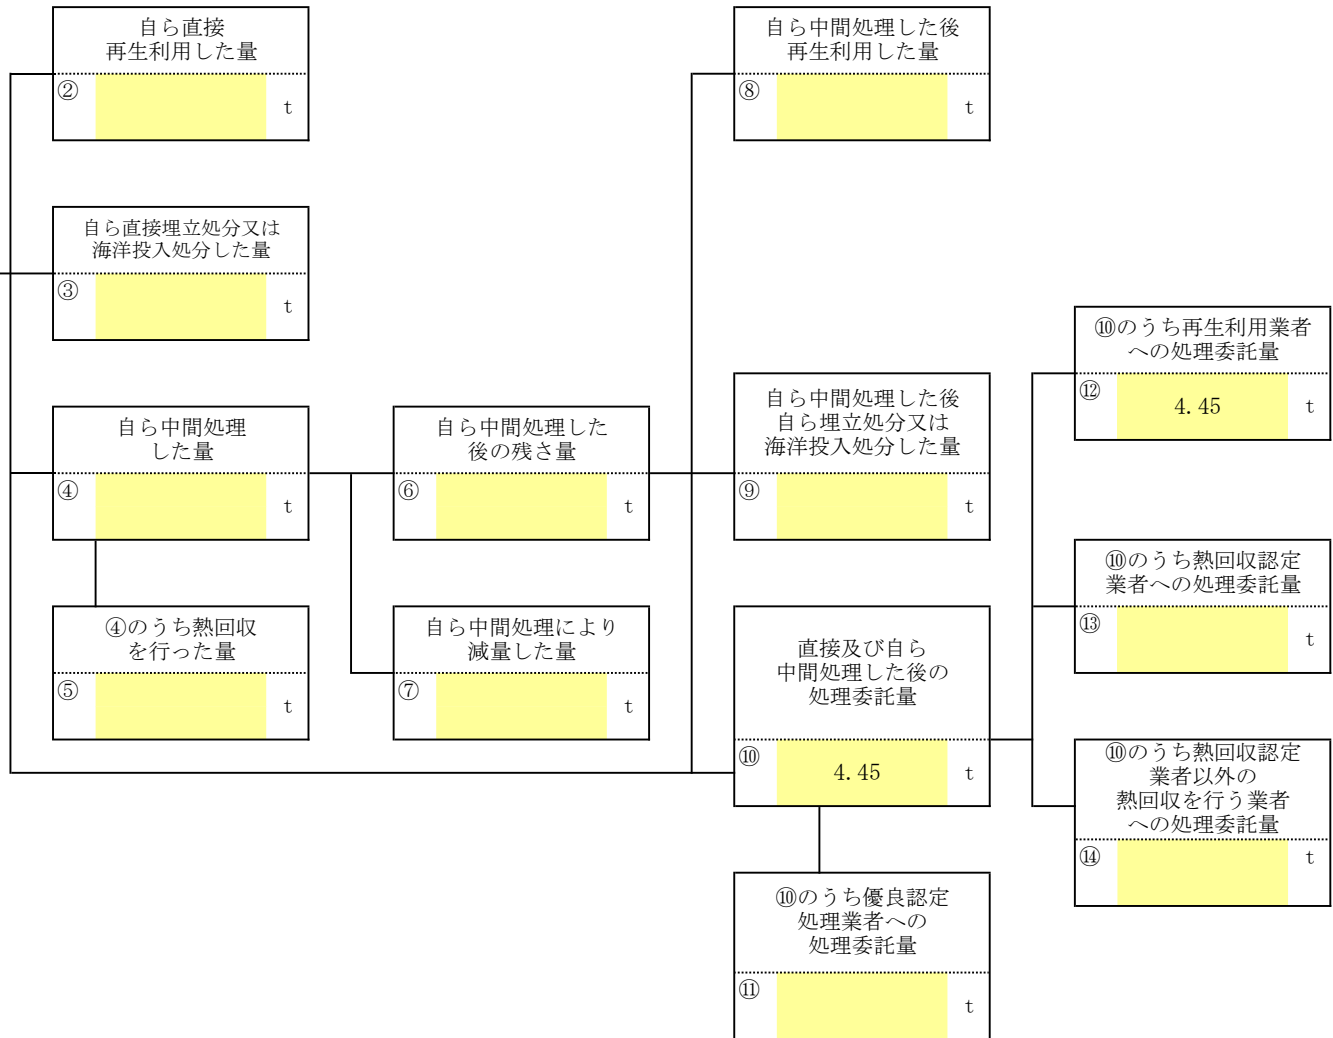 自ら直接
再生利用した量
②
t
自ら中間処理した後
再生利用した量
⑧
t
自ら直接埋立処分又は
海洋投入処分した量
③
t
⑩のうち再生利用業者
への処理委託量
⑫
4.45
t
自ら中間処理
した量
④
t
自ら中間処理した
後の残さ量
⑥
t
自ら中間処理した後
自ら埋立処分又は
海洋投入処分した量
⑨
t
⑩のうち熱回収認定
業者への処理委託量
⑬
t
④のうち熱回収
を行った量
⑤
t
自ら中間処理により
減量した量
⑦
t
直接及び自ら
中間処理した後の
処理委託量
⑩
4.45
t
⑩のうち熱回収認定
業者以外の
熱回収を行う業者
への処理委託量
⑭
t
⑩のうち優良認定
処理業者への
処理委託量
⑪
t